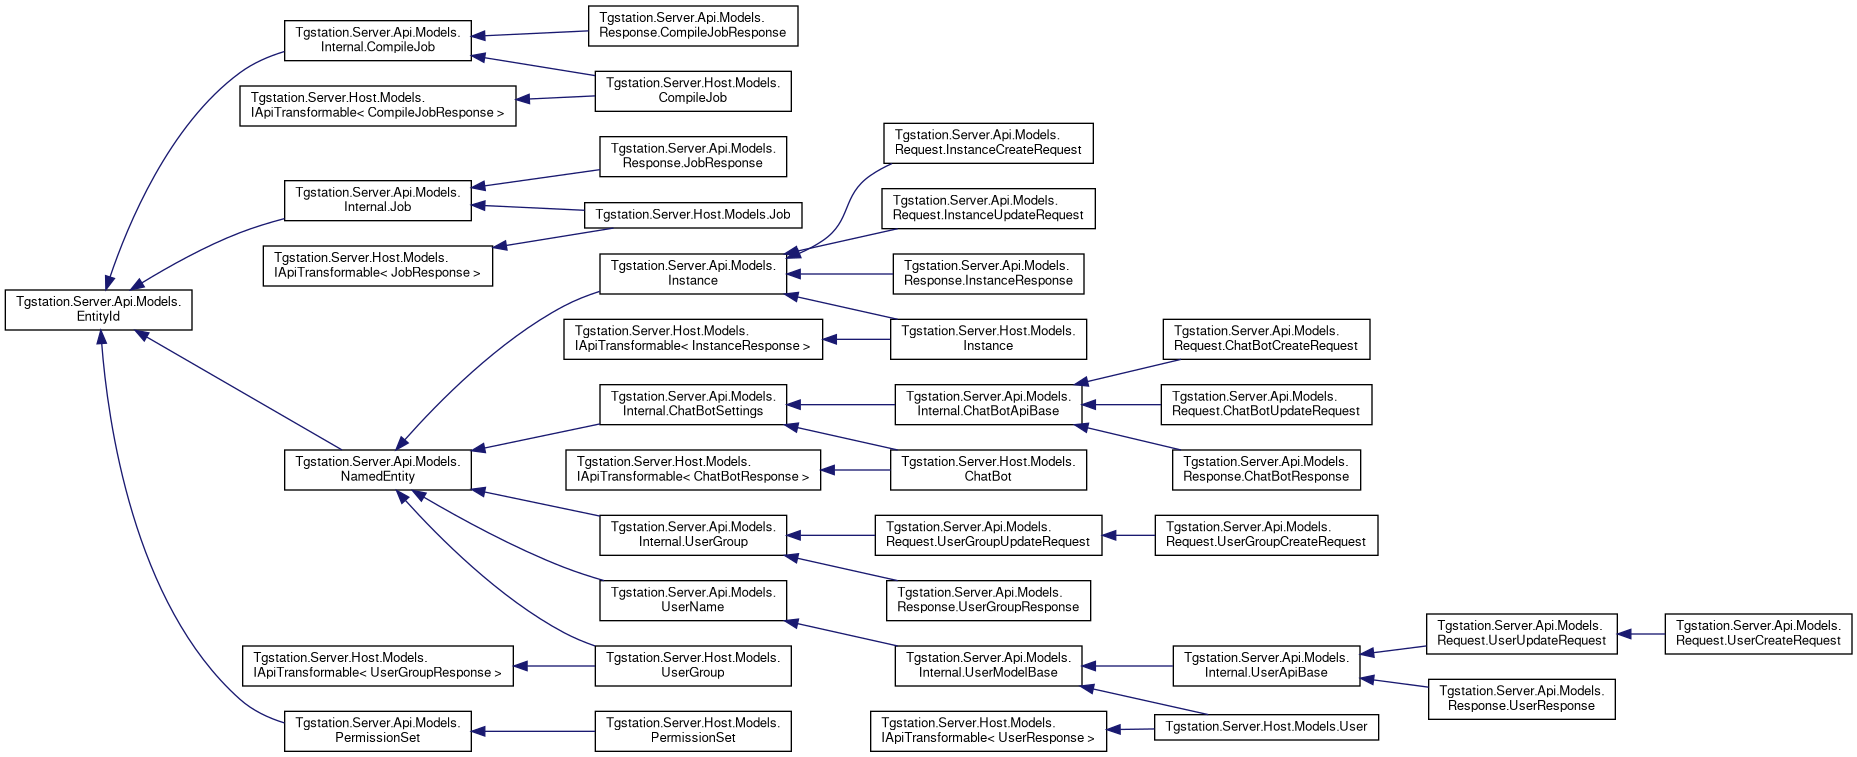 Tgstation.Server.Api.Models.
Internal.CompileJob
Tgstation.Server.Api.Models.
Response.CompileJobResponse
Tgstation.Server.Host.Models.
CompileJob
Tgstation.Server.Host.Models.
IApiTransformable< CompileJobResponse >
Tgstation.Server.Api.Models.
Response.JobResponse
Tgstation.Server.Api.Models.
Internal.Job
Tgstation.Server.Host.Models.Job
Tgstation.Server.Host.Models.
IApiTransformable< JobResponse >
Tgstation.Server.Api.Models.
Request.InstanceCreateRequest
Tgstation.Server.Api.Models.
Request.InstanceUpdateRequest
Tgstation.Server.Api.Models.
Instance
Tgstation.Server.Api.Models.
Response.InstanceResponse
Tgstation.Server.Api.Models.
EntityId
Tgstation.Server.Host.Models.
IApiTransformable< InstanceResponse >
Tgstation.Server.Host.Models.
Instance
Tgstation.Server.Api.Models.
Request.ChatBotCreateRequest
Tgstation.Server.Api.Models.
Internal.ChatBotSettings
Tgstation.Server.Api.Models.
Internal.ChatBotApiBase
Tgstation.Server.Api.Models.
Request.ChatBotUpdateRequest
Tgstation.Server.Api.Models.
NamedEntity
Tgstation.Server.Host.Models.
IApiTransformable< ChatBotResponse >
Tgstation.Server.Host.Models.
ChatBot
Tgstation.Server.Api.Models.
Response.ChatBotResponse
Tgstation.Server.Api.Models.
Internal.UserGroup
Tgstation.Server.Api.Models.
Request.UserGroupUpdateRequest
Tgstation.Server.Api.Models.
Request.UserGroupCreateRequest
Tgstation.Server.Api.Models.
UserName
Tgstation.Server.Api.Models.
Response.UserGroupResponse
Tgstation.Server.Api.Models.
Request.UserUpdateRequest
Tgstation.Server.Api.Models.
Request.UserCreateRequest
Tgstation.Server.Host.Models.
IApiTransformable< UserGroupResponse >
Tgstation.Server.Host.Models.
UserGroup
Tgstation.Server.Api.Models.
Internal.UserModelBase
Tgstation.Server.Api.Models.
Internal.UserApiBase
Tgstation.Server.Api.Models.
Response.UserResponse
Tgstation.Server.Api.Models.
PermissionSet
Tgstation.Server.Host.Models.
PermissionSet
Tgstation.Server.Host.Models.
IApiTransformable< UserResponse >
Tgstation.Server.Host.Models.User